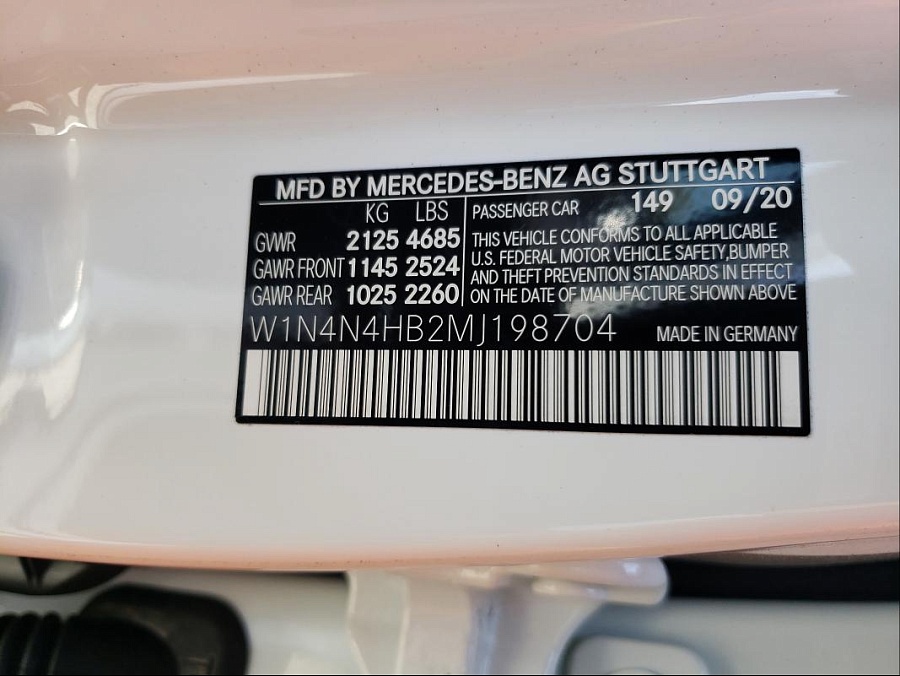 MFD BY MERCEDES-BENZ AG STUTTGART
KG LBS
GVWR 2125 4685
GAWR FRONT 1145 2524
GAWR REAR 1025 2260
PASSENGER CAR 149 09/20
THIS VEHICLE CONFORMS TO ALL APPLICABLE
U.S. FEDERAL MOTOR VEHICLE SAFETY,BUMPER
AND THEFT PREVENTION STANDARDS IN EFFECT
ON THE DATE OF MANUFACTURE SHOWN ABOVE
W1N4N4HB2MJ198704 MADE IN GERMANY